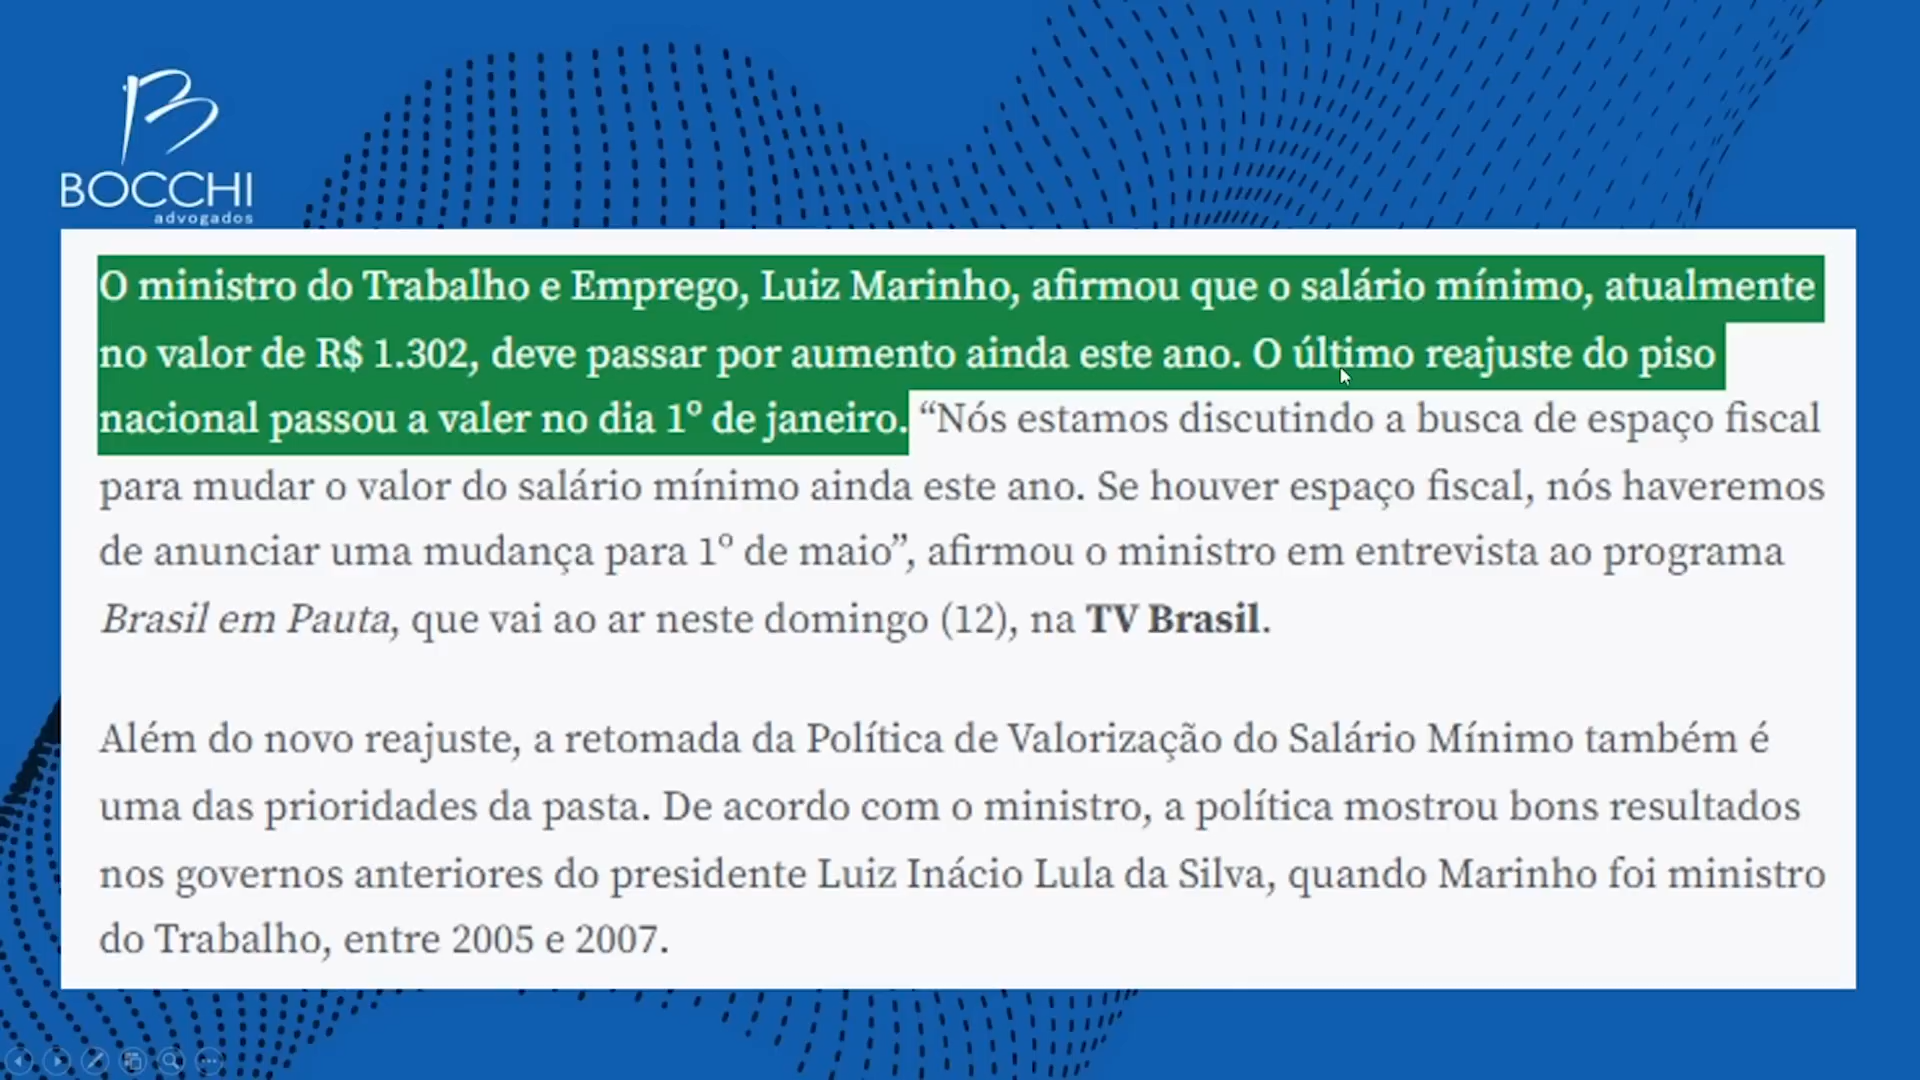 B
BOCCHI
advogados
O ministro do Trabalho e Emprego, Luiz Marinho, afirmou que o salário mínimo, atualmente
no valor de R$ 1.302, deve passar por aumento ainda este ano. O último reajuste do piso
nacional passou a valer no dia 1º de janeiro. “Nós estamos discutindo a busca de espaço fiscal
para mudar o valor do salário mínimo ainda este ano. Se houver espaço fiscal, nós haveremos
de anunciar uma mudança para 1º de maio”, afirmou o ministro em entrevista ao programa
Brasil em Pauta, que vai ao ar neste domingo (12), na TV Brasil.
Além do novo reajuste, a retomada da Política de Valorização do Salário Mínimo também é
uma das prioridades da pasta. De acordo com o ministro, a política mostrou bons resultados
nos governos anteriores do presidente Luiz Inácio Lula da Silva, quando Marinho foi ministro
do Trabalho, entre 2005 e 2007.